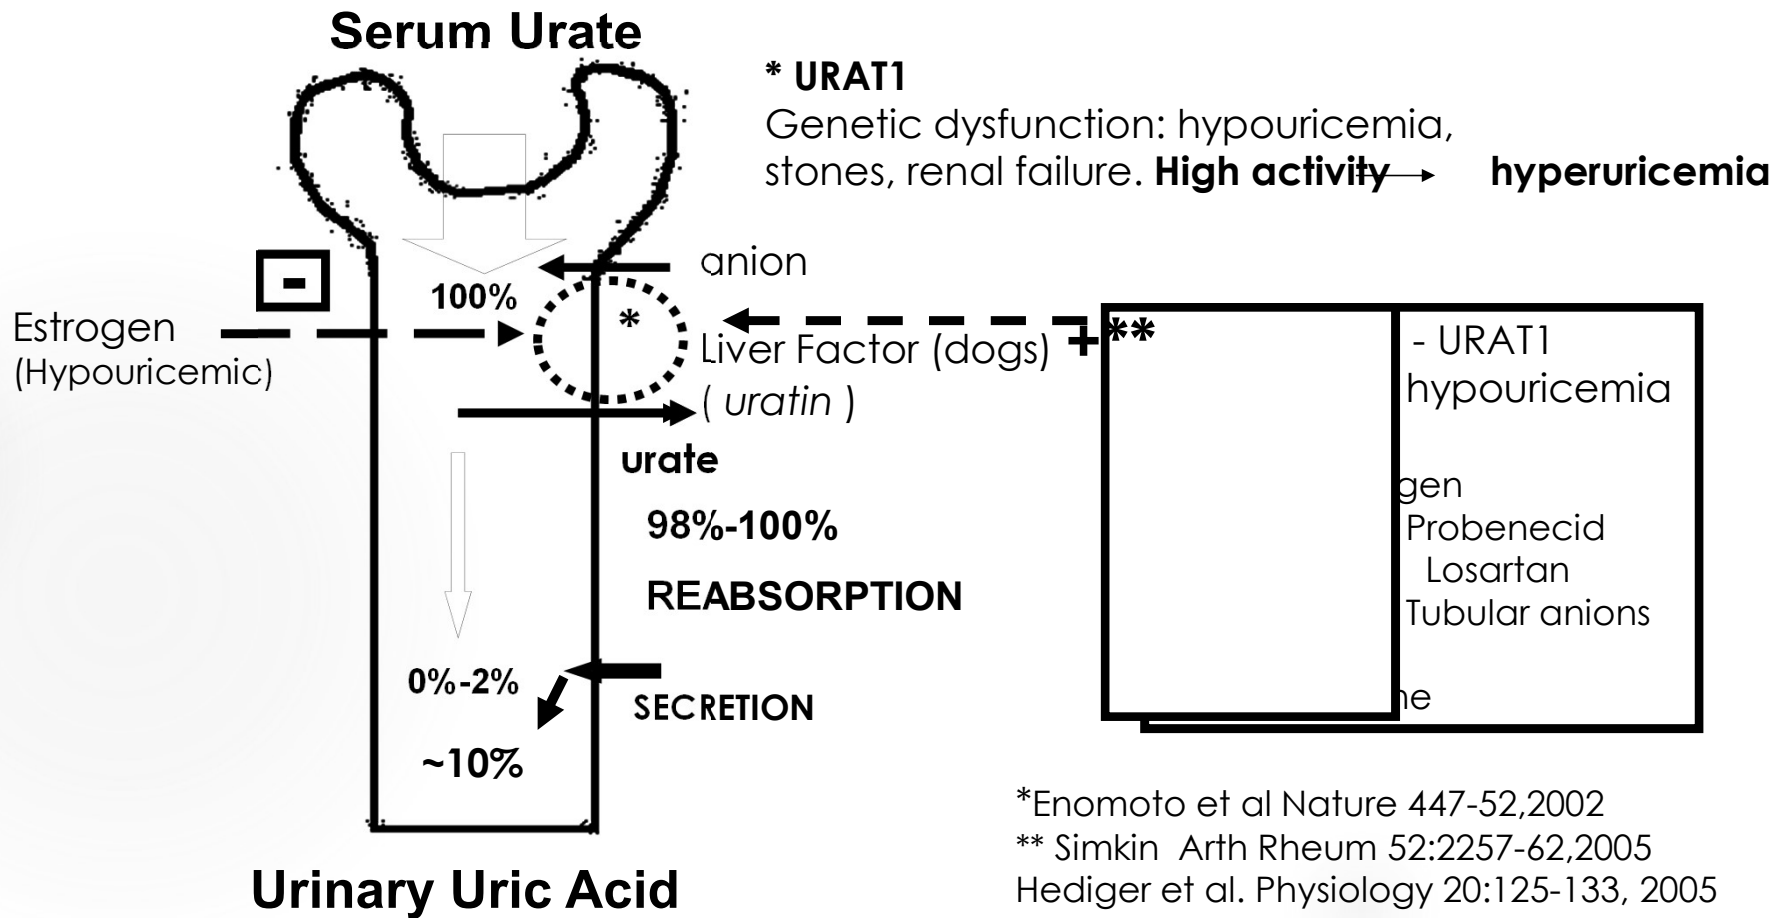 Serum Urate
* URAT1
Genetic dysfunction: hypouricemia,
stones, renal failure. High activity → hyperuricemia
-
anion
100%
*
Estrogen
(Hypouricemic)
Liver Factor (dogs)
( uratin )
+
**
urate
98%-100%
REABSORPTION
0%-2%
SECRETION
~10%
Urinary Uric Acid
- URAT1
hypouricemia
gen
Probenecid
Losartan
Tubular anions
ne
*Enomoto et al Nature 447-52,2002
** Simkin Arth Rheum 52:2257-62,2005
Hediger et al. Physiology 20:125-133, 2005